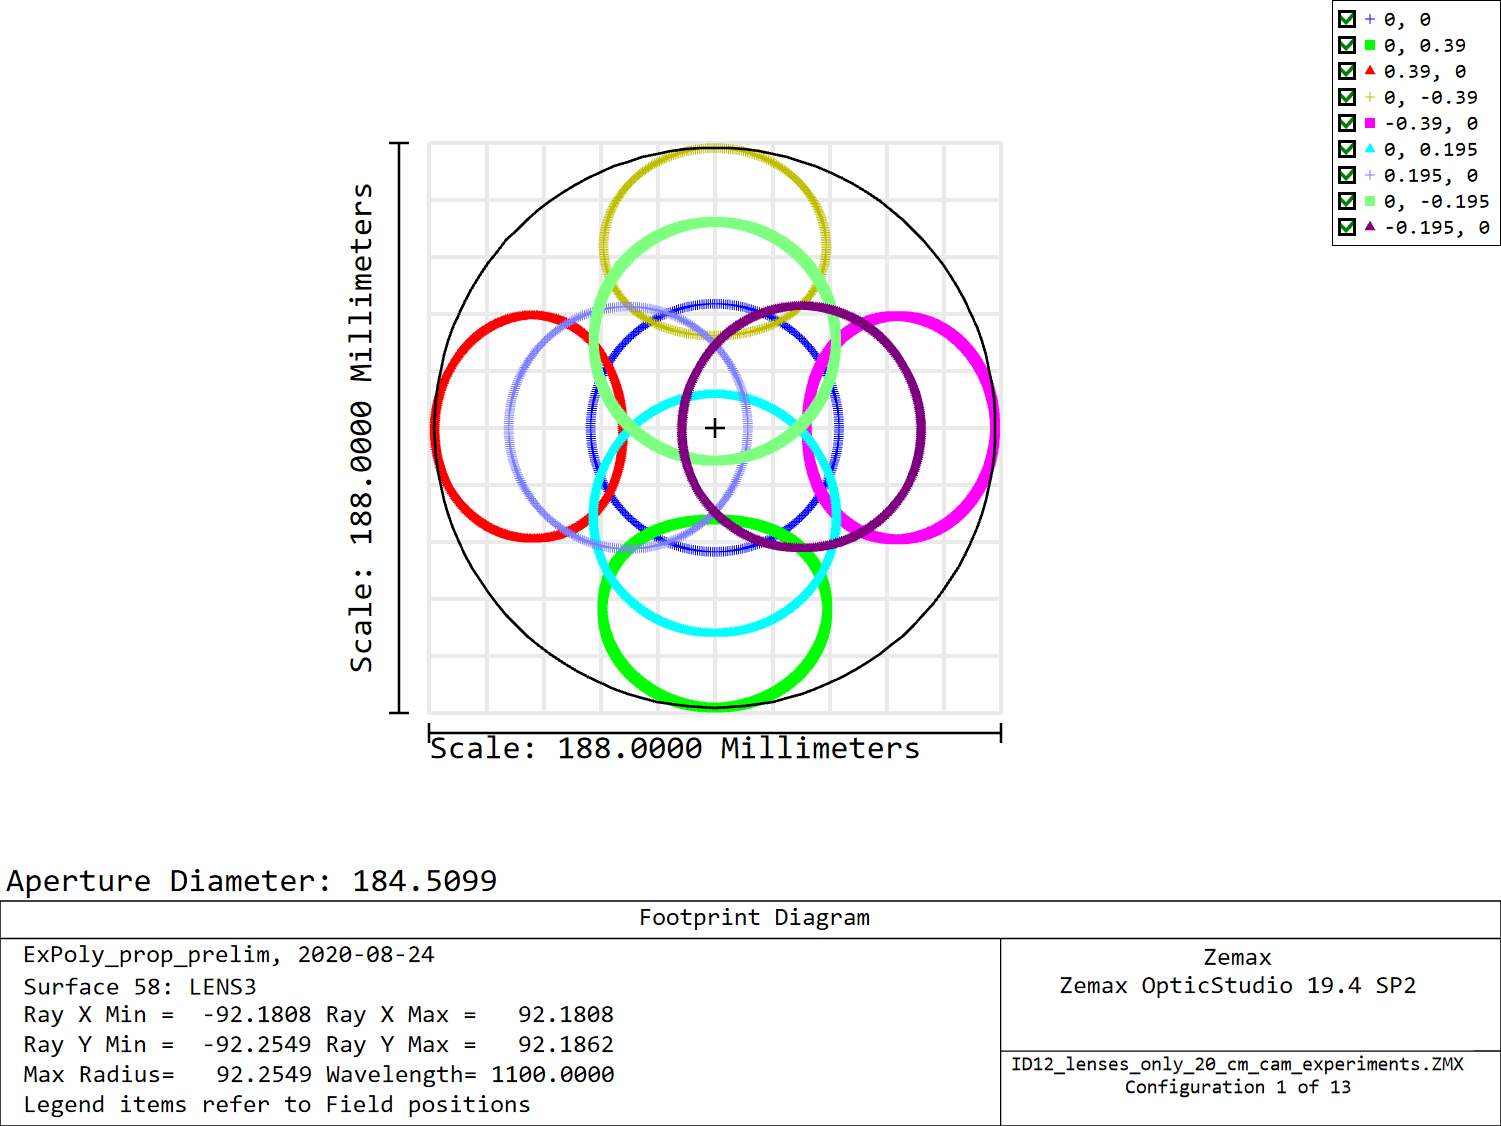 0, 0
0, 0.39
0.39, 0
0, -0.39
-0.39, 0
0, 0.195
0.195, 0
0, -0.195
-0.195, 0
Scale: 188.0000 Millimeters
Scale: 188.0000 Millimeters
Aperture Diameter: 184.5099
Footprint Diagram
ExPoly_prop_prelim, 2020-08-24
Surface 58: LENS3
Ray X Min =  -92.1808 Ray X Max =   92.1808
Ray Y Min =  -92.2549 Ray Y Max =   92.1862
Max Radius=   92.2549 Wavelength= 1100.0000
Legend items refer to Field positions
Zemax
Zemax OpticStudio 19.4 SP2
ID12_lenses_only_20_cm_cam_experiments.ZMX
Configuration 1 of 13